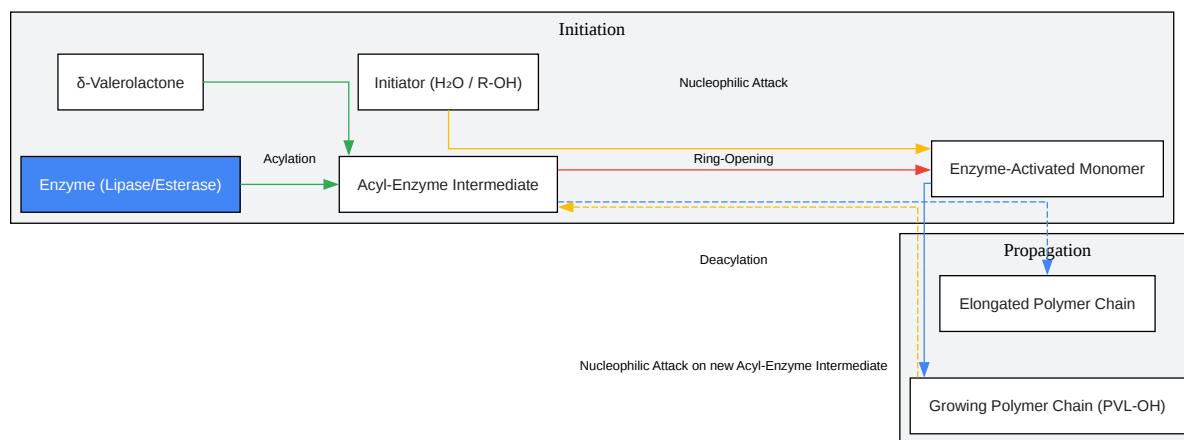 Initiation
δ-Valerolactone
Initiator (H₂O / R-OH)
Nucleophilic Attack
Acylation
Ring-Opening
Enzyme (Lipase/Esterase)
Acyl-Enzyme Intermediate
Enzyme-Activated Monomer
Propagation
Deacylation
Elongated Polymer Chain
Nucleophilic Attack on new Acyl-Enzyme Intermediate
Growing Polymer Chain (PVL-OH)